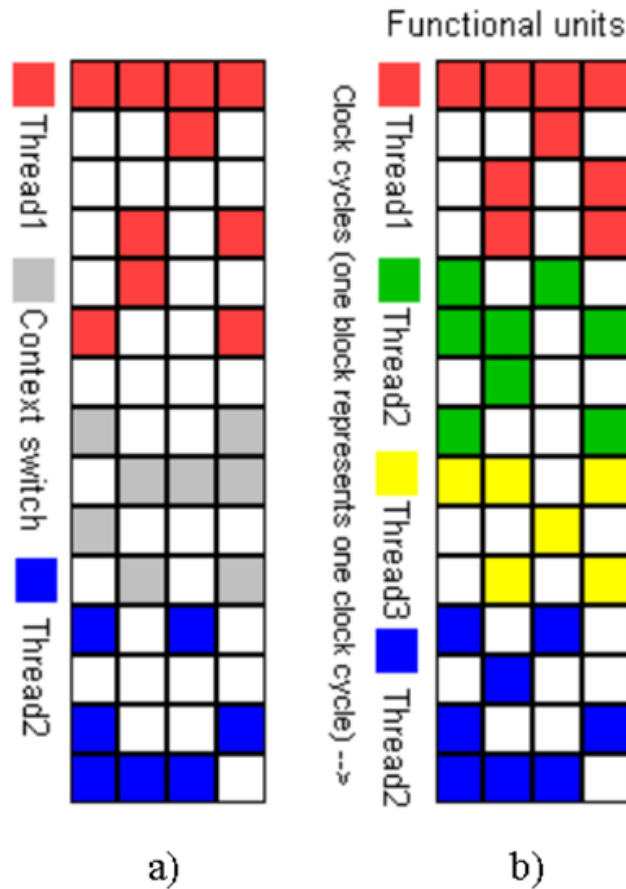 Functional units
Thread1
Context switch
Thread2
Clock cycles (one block represents one clock cycle) -->
Thread1
Thread2
Thread3
Thread2
a)
b)